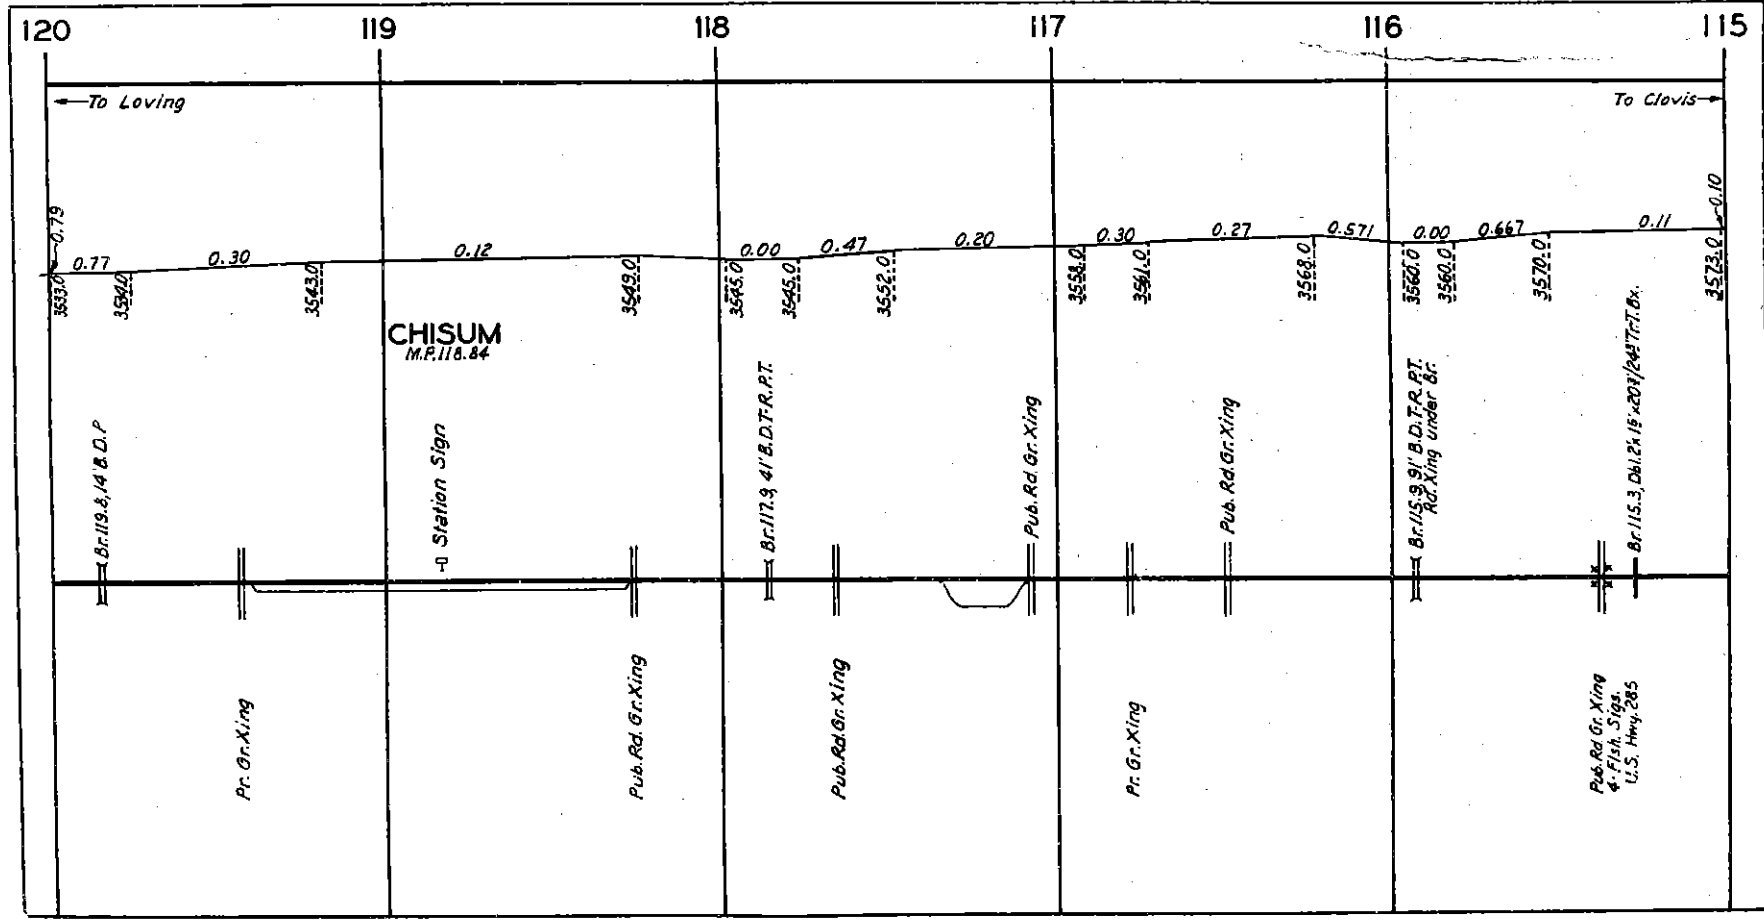 120 119 118 117 116 115
←To Loving
To Clovis→
0.79
0.77
0.30
0.12
0.00
0.47
0.20
0.30
0.27
0.571
0.00
0.667
0.11
0.10
3533.0
3534.0
3543.0
3549.0
3545.0
3545.0
3552.0
3558.0
3561.0
3568.0
3560.0
3560.0
3570.0
3573.0
CHISUM
M.P.118.84
Br.119.8,14' B.D.P
Station Sign
Br.117.9, 41' B.D.T-R.P.T.
Pub.Rd.Gr.Xing
Pub.Rd.Gr.Xing
Br.115.9,91' B.D.T-R.P.T.
Rd.Xing under Br.
Br.115.3, Dbl.2'x15'
Pr. Gr.Xing
Pub.Rd.Gr.Xing
Pub.Rd.Gr.Xing
Pr. Gr.Xing
Pub.Rd Gr. Xing
4- Flsh. Sigs.
U.S. Hwy. 285